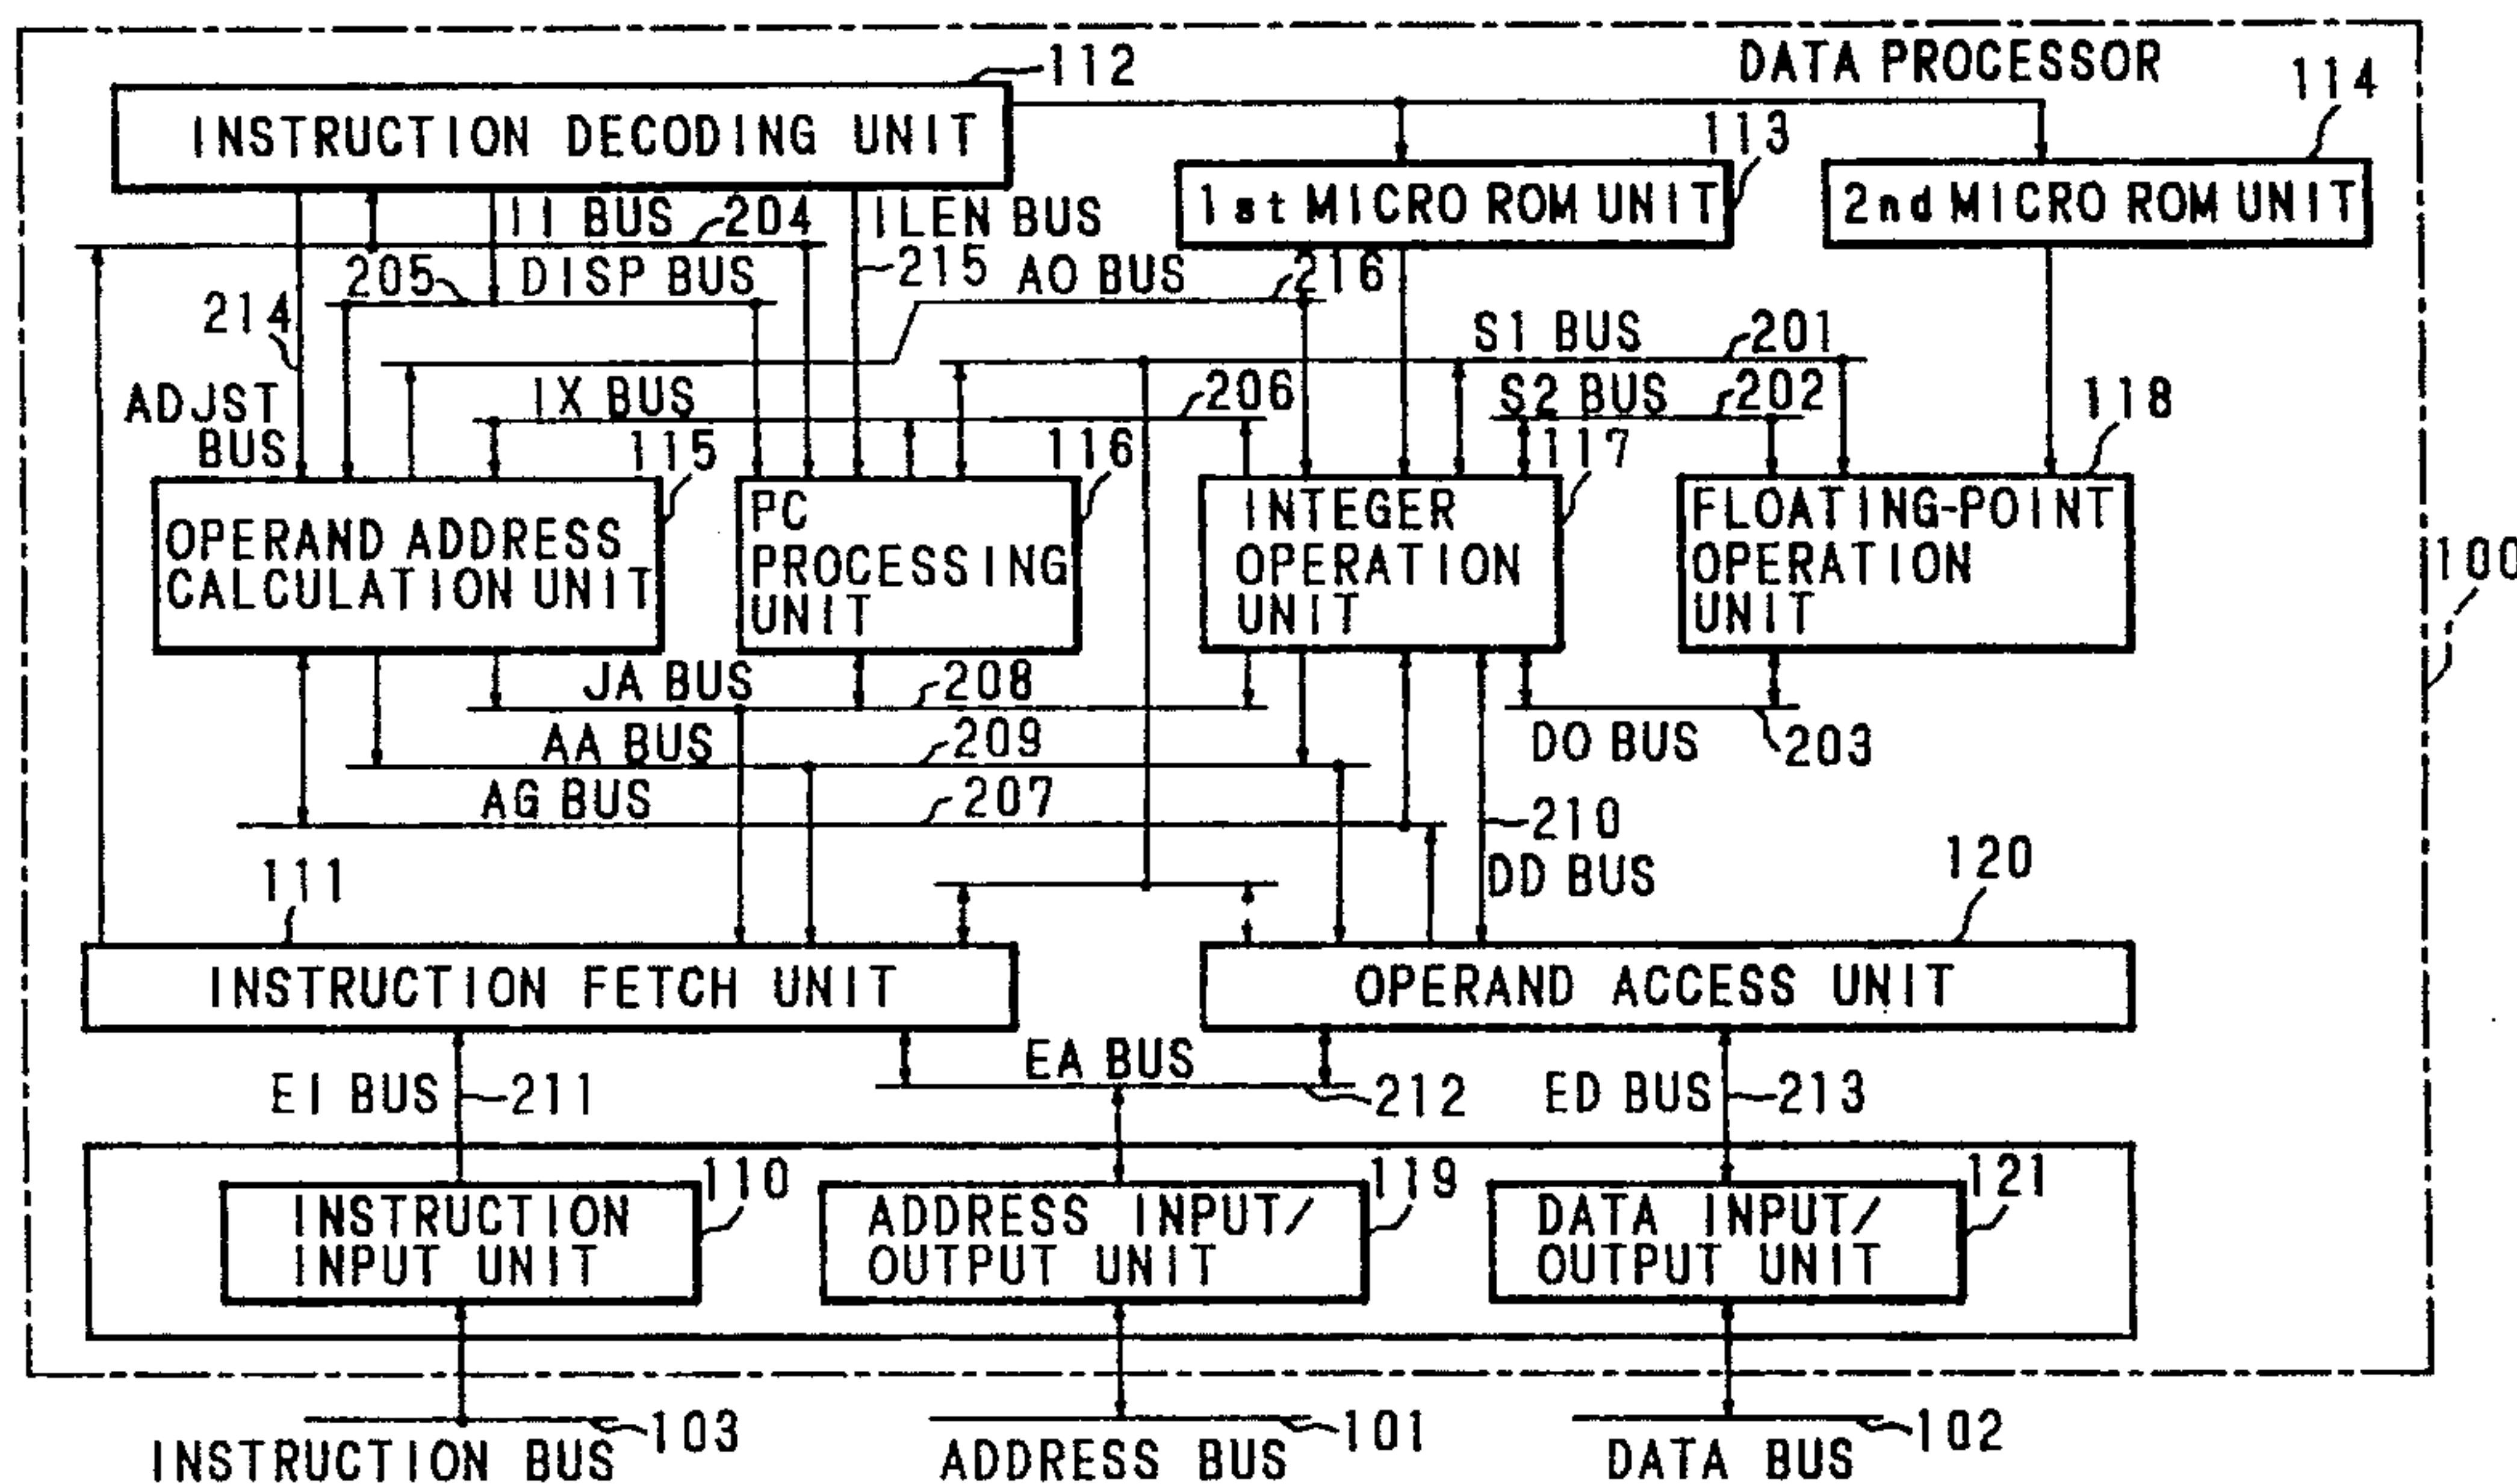 DATA PROCESSOR
112
114
INSTRUCTION DECODING UNIT
113
1st MICRO ROM UNIT
2nd MICRO ROM UNIT
II BUS
204
ILEN BUS
205
DISP BUS
215
AO BUS
216
214
S1 BUS
201
ADJST
BUS
IX BUS
206
S2 BUS
202
118
115
116
117
OPERAND ADDRESS
CALCULATION UNIT
PC
PROCESSING
UNIT
INTEGER
OPERATION
UNIT
FLOATING-POINT
OPERATION
UNIT
100
JA BUS
208
AA BUS
209
DO BUS
203
AG BUS
207
210
DD BUS
111
120
INSTRUCTION FETCH UNIT
OPERAND ACCESS UNIT
EA BUS
EI BUS
211
212
ED BUS
213
110
119
121
INSTRUCTION
INPUT UNIT
ADDRESS INPUT/
OUTPUT UNIT
DATA INPUT/
OUTPUT UNIT
103
101
102
INSTRUCTION BUS
ADDRESS BUS
DATA BUS